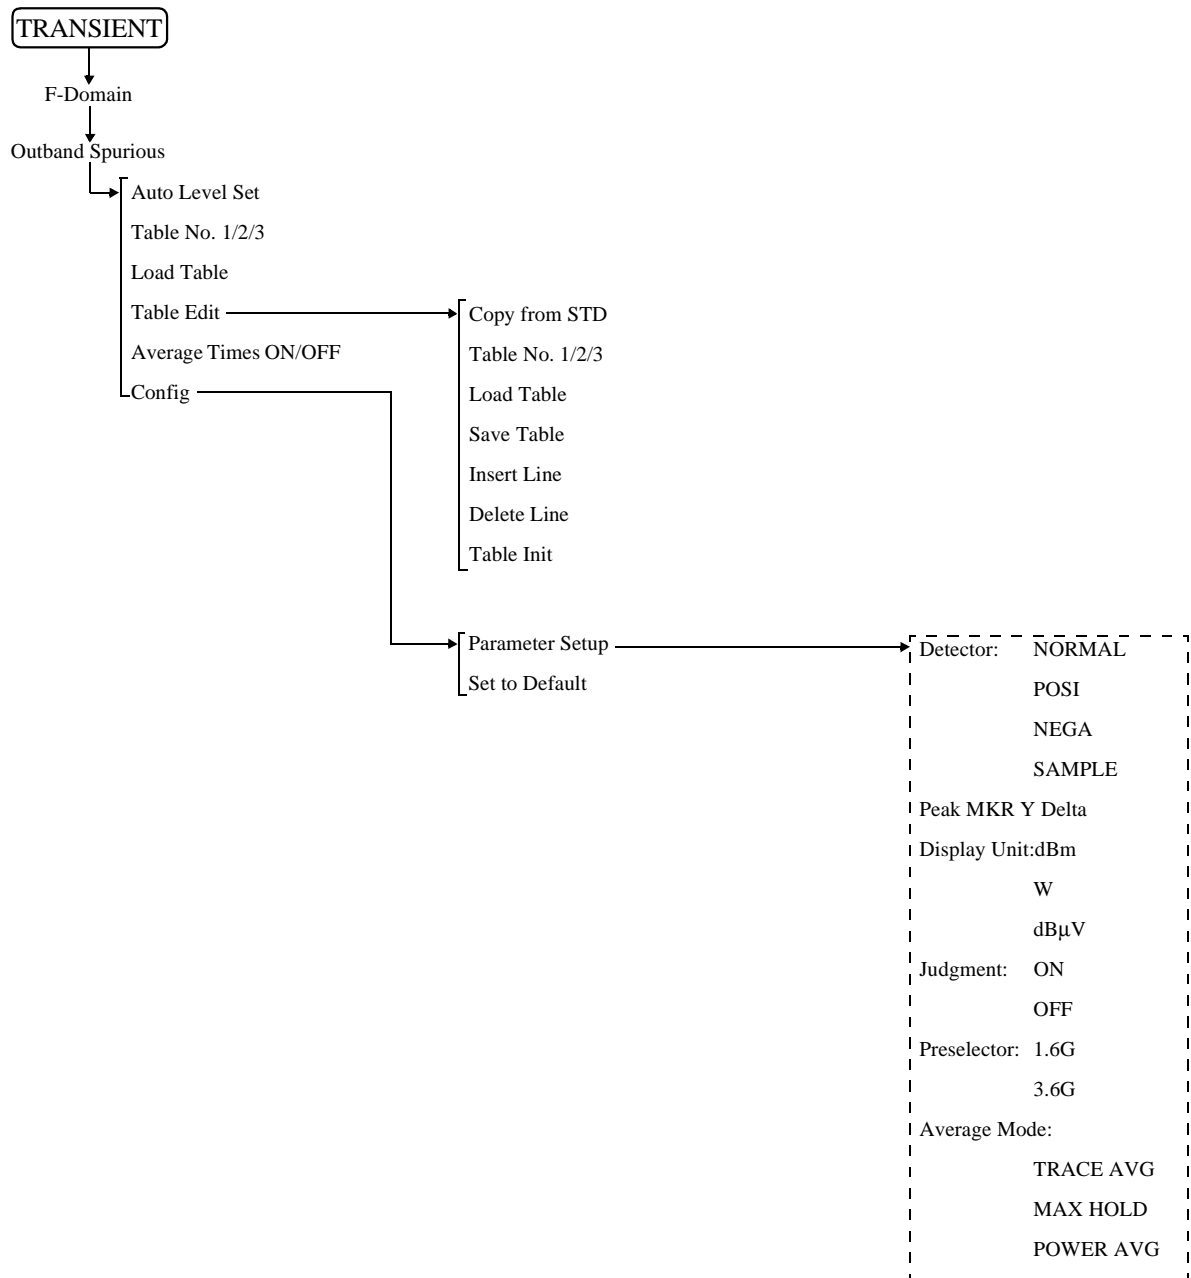 TRANSIENT
F-Domain
Outband Spurious
Auto Level Set
Table No. 1/2/3
Load Table
Table Edit
Average Times ON/OFF
Config
Copy from STD
Table No. 1/2/3
Load Table
Save Table
Insert Line
Delete Line
Table Init
Parameter Setup
Set to Default
Detector: NORMAL
POSI
NEGA
SAMPLE
Peak MKR Y Delta
Display Unit:dBm
W
dBµV
Judgment: ON
OFF
Preselector: 1.6G
3.6G
Average Mode:
TRACE AVG
MAX HOLD
POWER AVG